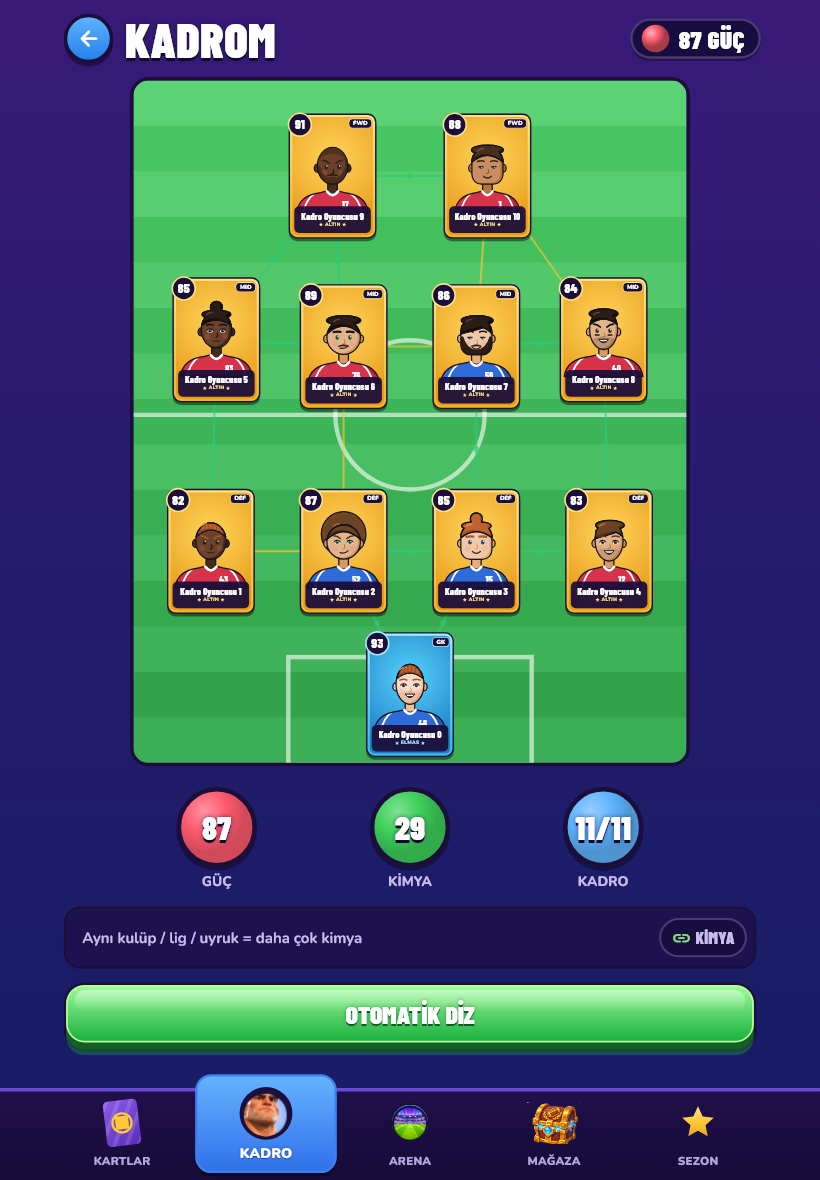 KADROM
87 GÜÇ
91 FWD
Kadro Oyuncusu 9
★ ALTIN ★
88 FWD
Kadro Oyuncusu 10
★ ALTIN ★
85 MID
Kadro Oyuncusu 5
★ ALTIN ★
89 MID
Kadro Oyuncusu 6
★ ALTIN ★
86 MID
Kadro Oyuncusu 7
★ ALTIN ★
84 MID
Kadro Oyuncusu 8
★ ALTIN ★
82 DEF
Kadro Oyuncusu 1
★ ALTIN ★
87 DEF
Kadro Oyuncusu 2
★ ALTIN ★
85 DEF
Kadro Oyuncusu 3
★ ALTIN ★
83 DEF
Kadro Oyuncusu 4
★ ALTIN ★
93 GK
Kadro Oyuncusu 0
★ ELMAS ★
87
GÜÇ
29
KİMYA
11/11
KADRO
Aynı kulüp / lig / uyruk = daha çok kimya
KİMYA
OTOMATİK DİZ
KARTLAR
KADRO
ARENA
MAĞAZA
SEZON